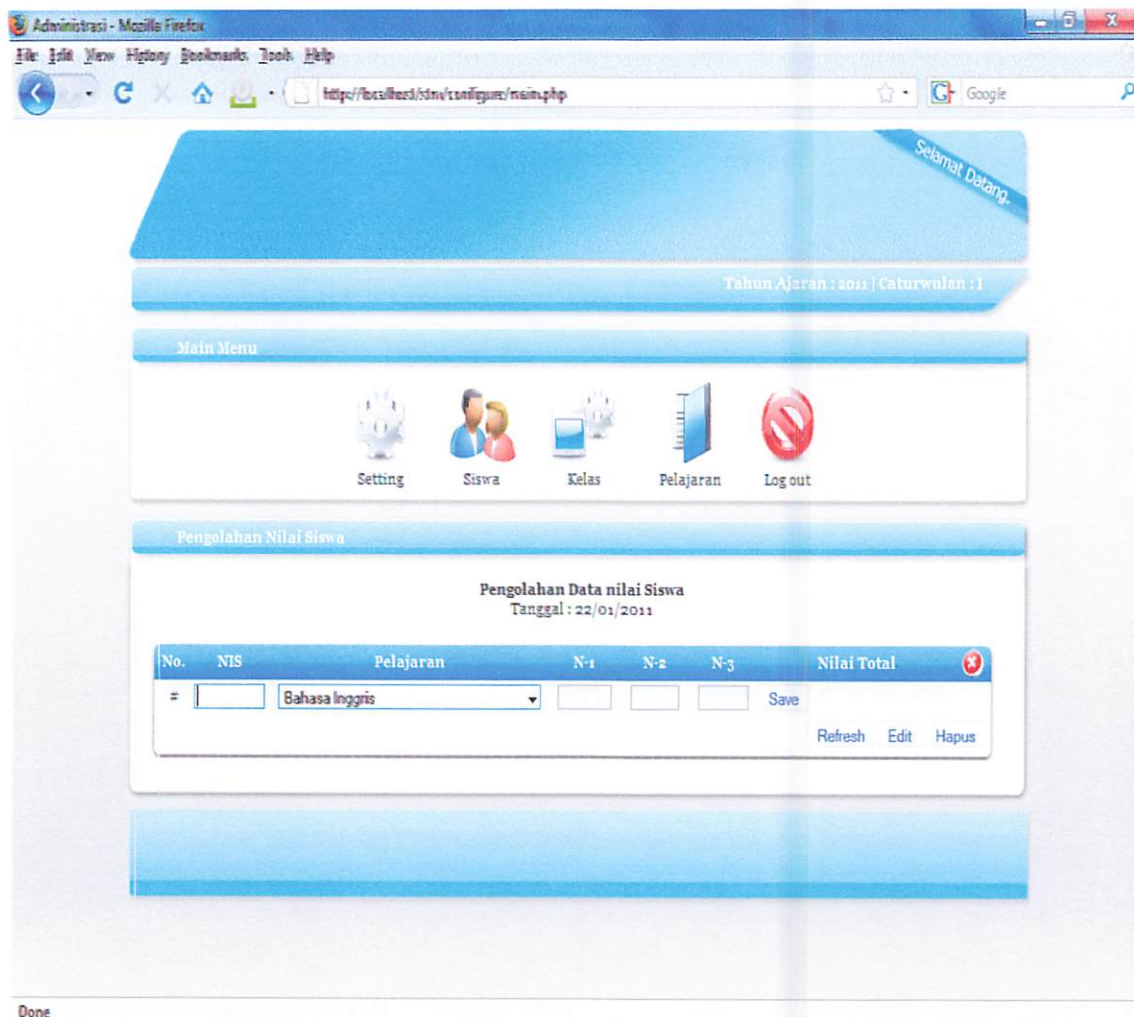 Administrasi - Mozilla Firefox
File Edit View History Bookmarks Tools Help
Google
Selamat Datang.
Tahun Ajaran : 2011 | Caturwulan : I
Main Menu
Setting Siswa Kelas Pelajaran Log out
Pengolahan Nilai Siswa
Pengolahan Data nilai Siswa
Tanggal : 22/01/2011
No. NIS Pelajaran N-1 N-2 N-3 Nilai Total
# Bahasa Inggris Save
Refresh Edit Hapus
Done